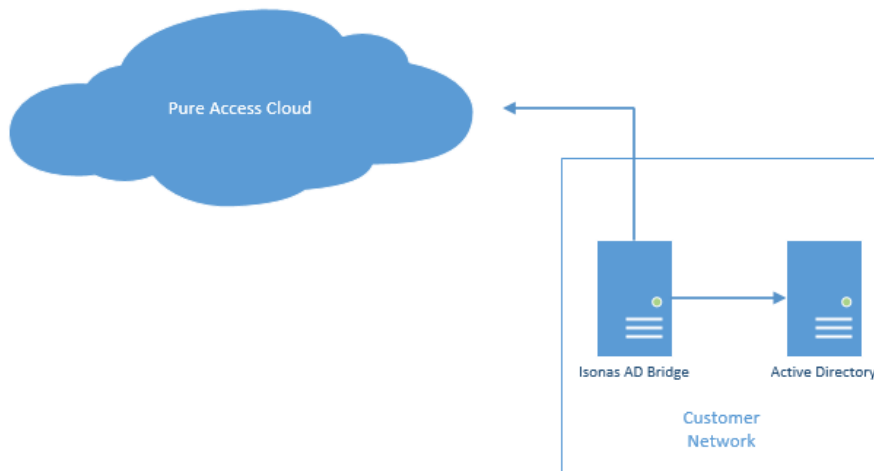 Pure Access Cloud
Isonas AD Bridge
Active Directory
Customer
Network